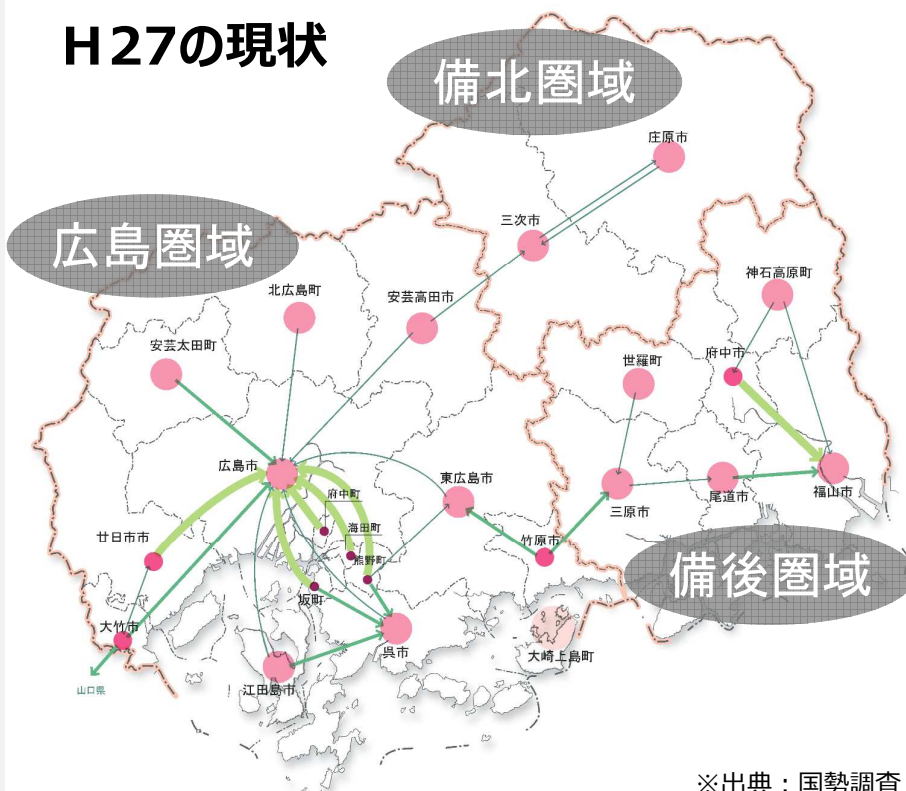 H27の現状
備北圏域
庄原市
三次市
広島圏域
神石高原町
北広島町
安芸高田市
安芸太田町
府中市
世羅町
広島市
東広島市
府中町
尾道市
福山市
三原市
海田町
廿日市市
竹原市
熊野町
備後圏域
坂町
大竹市
呉市
大崎上島町
江田島市
山口県
※出典：国勢調査